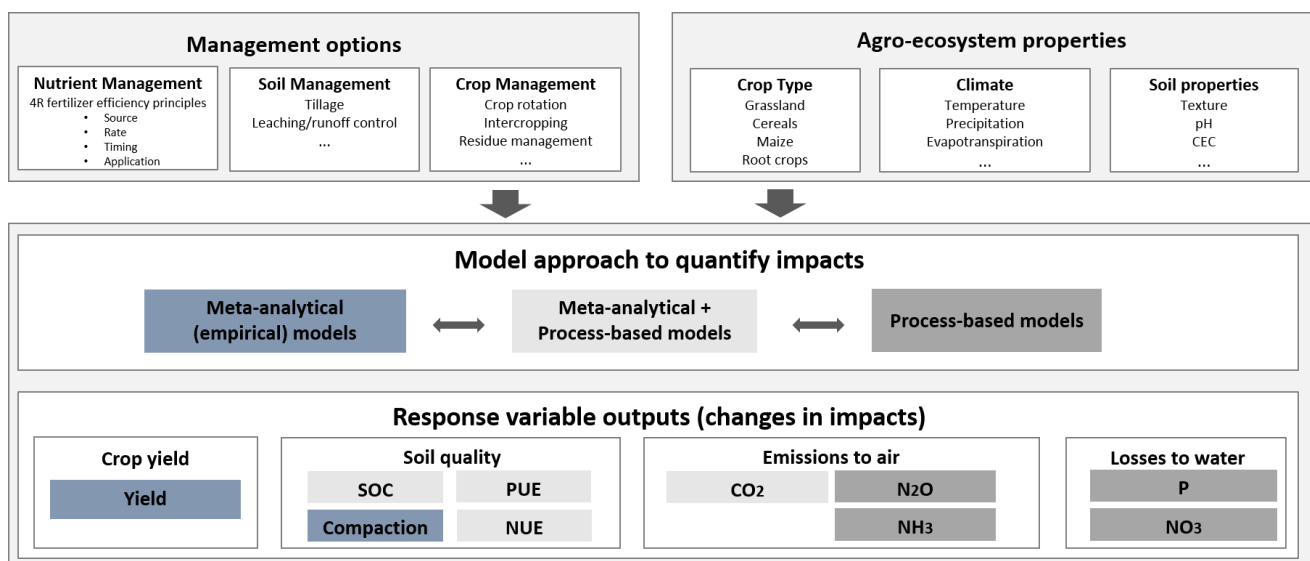 Management options
Nutrient Management
4R fertilizer efficiency principles
• Source
• Rate
• Timing
• Application
Soil Management
Tillage
Leaching/runoff control
...
Crop Management
Crop rotation
Intercropping
Residue management
...
Agro-ecosystem properties
Crop Type
Grassland
Cereals
Maize
Root crops
Climate
Temperature
Precipitation
Evapotranspiration
...
Soil properties
Texture
pH
CEC
...
Model approach to quantify impacts
Meta-analytical
(empirical) models
Meta-analytical +
Process-based models
Process-based models
Response variable outputs (changes in impacts)
Crop yield
Yield
Soil quality
SOC
PUE
Compaction
NUE
Emissions to air
CO2
N2O
NH3
Losses to water
P
NO3